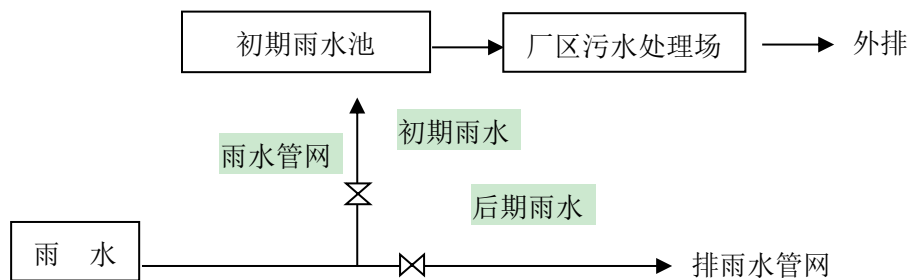 初期雨水池
厂区污水处理场
外排
初期雨水
雨水管网
后期雨水
雨 水
排雨水管网